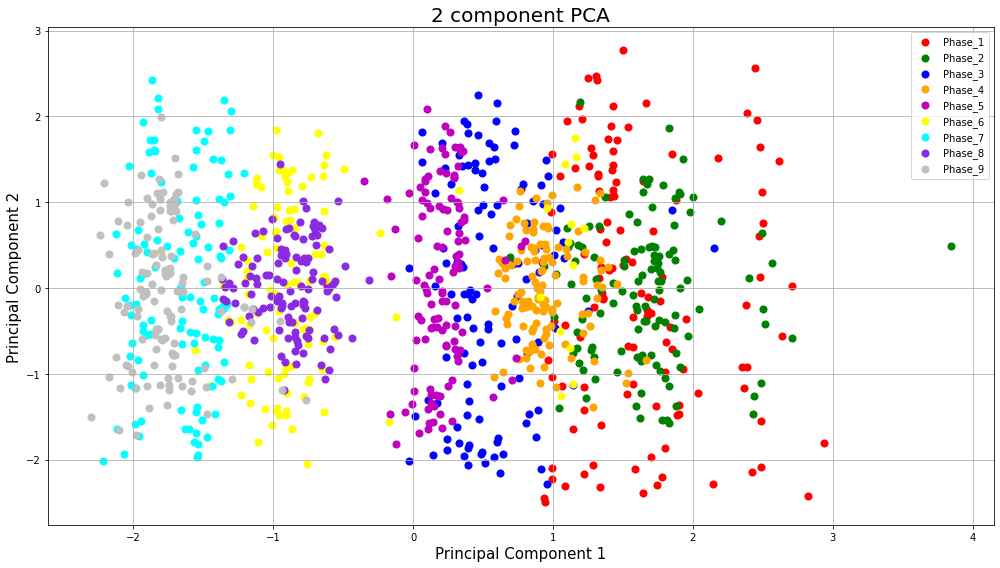 2 component PCA
Principal Component 2
3
2
1
0
−1
−2
Phase_1
Phase_2
Phase_3
Phase_4
Phase_5
Phase_6
Phase_7
Phase_8
Phase_9
−2 −1 0 1 2 3 4
Principal Component 1